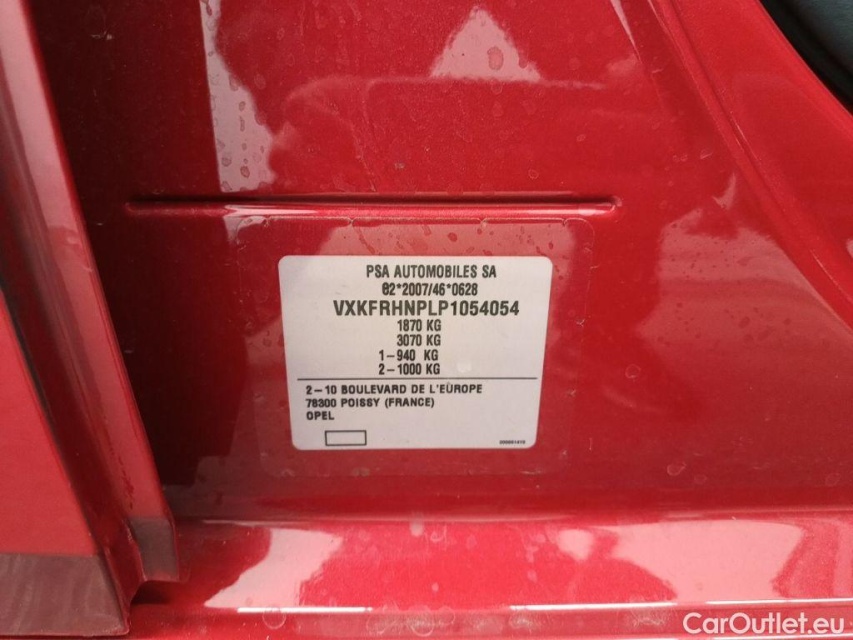 PSA AUTOMOBILES SA
02*2007/46*0628
VXKFRHNPLP1054054
1870 KG
3070 KG
1-940 KG
2-1000 KG
2-10 BOULEVARD DE L'EUROPE
78300 POISSY (FRANCE)
OPEL
CarOutlet.eu